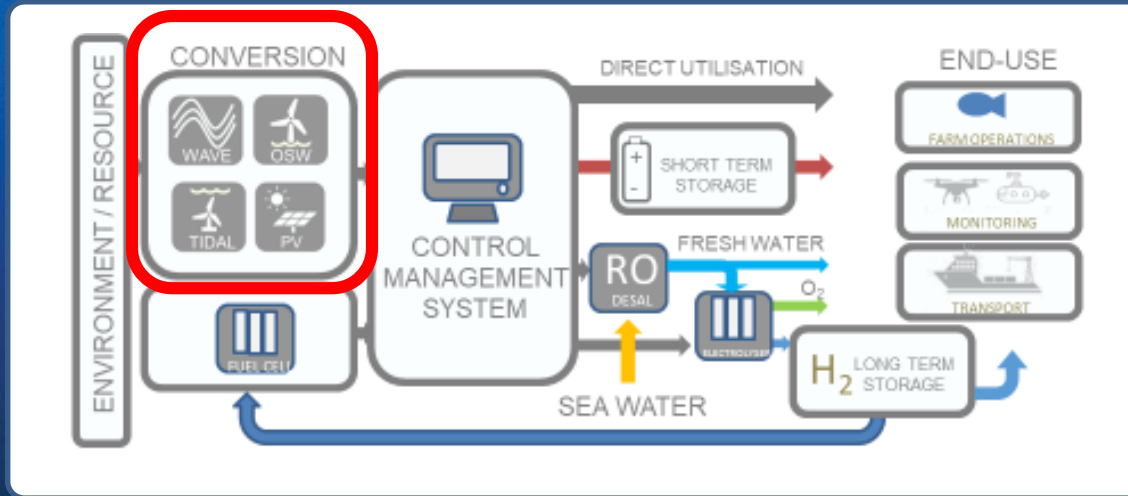 ENVIRONMENT / RESOURCE
CONVERSION
WAVE
OSW
TIDAL
PV
FUEL CELL
CONTROL
MANAGEMENT
SYSTEM
DIRECT UTILISATION
+
-
SHORT TERM
STORAGE
FRESH WATER
RO
DESAL
O2
ELECTROLYSER
SEA WATER
H2
LONG TERM
STORAGE
END-USE
FARM OPERATIONS
MONITORING
TRANSPORT